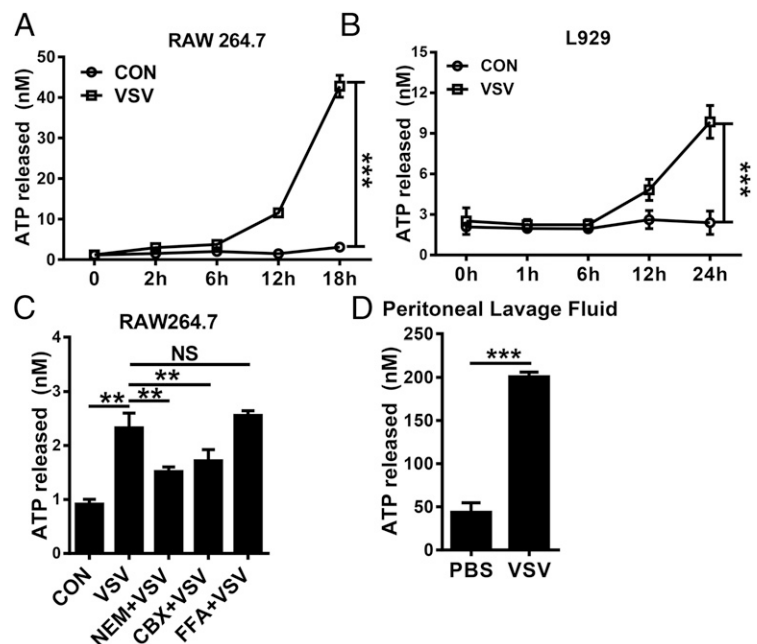 A
RAW 264.7
ATP released (nM)
50
40
30
20
10
0
CON
VSV
***
0
2h
6h
12h
18h
B
L929
ATP released (nM)
15
12
9
6
3
0
CON
VSV
***
0h
1h
6h
12h
24h
C
RAW264.7
ATP released (nM)
4
3
2
1
0
NS
**
**
**
CON
VSV
NEM+VSV
CBX+VSV
FFA+VSV
D
Peritoneal Lavage Fluid
ATP released (nM)
250
200
150
100
50
0
***
PBS
VSV